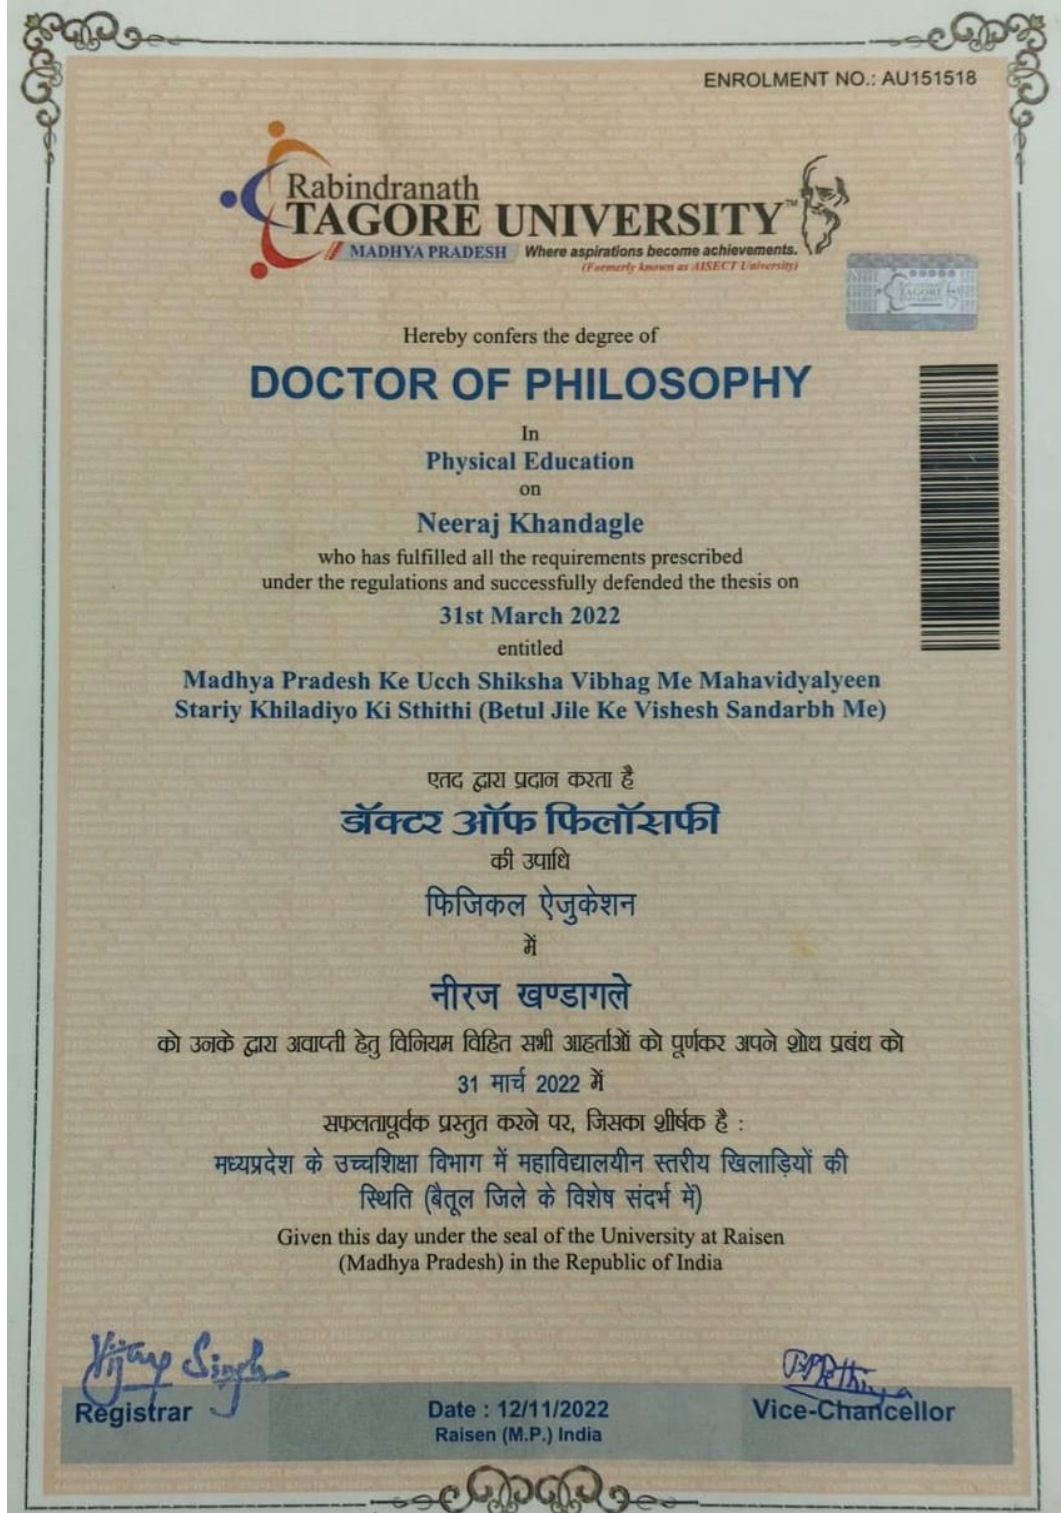 ENROLMENT NO.: AU151518
Rabindranath
TAGORE UNIVERSITY™
MADHYA PRADESH Where aspirations become achievements.
(Formerly known as AISECT University)
TAGORE
Hereby confers the degree of
DOCTOR OF PHILOSOPHY
In
Physical Education
on
Neeraj Khandagle
who has fulfilled all the requirements prescribed
under the regulations and successfully defended the thesis on
31st March 2022
entitled
Madhya Pradesh Ke Ucch Shiksha Vibhag Me Mahavidyalyeen
Stariy Khiladiyo Ki Sthithi (Betul Jile Ke Vishesh Sandarbh Me)
एतद द्वारा प्रदान करता है
डॅाक्टर ऑफ फिलॉसफी
की उपाधि
फिजिकल ऐजुकेशन
में
नीरज खण्डागले
को उनके द्वारा अवाप्ती हेतु विनियम विहित सभी आहर्ताओं को पूर्णकर अपने शोध प्रबंध को
31 मार्च 2022 में
सफलतापूर्वक प्रस्तुत करने पर, जिसका शीर्षक है :
मध्यप्रदेश के उच्चशिक्षा विभाग में महाविद्यालयीन स्तरीय खिलाड़ियों की
स्थिति (बैतूल जिले के विशेष संदर्भ में)
Given this day under the seal of the University at Raisen
(Madhya Pradesh) in the Republic of India
Vijay Singh
Registrar
Date : 12/11/2022
Raisen (M.P.) India
Vice-Chancellor